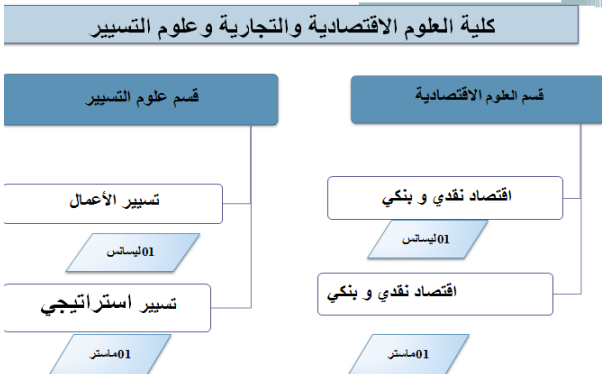 كلية العلوم الاقتصادية والتجارية وعلوم التسيير
قسم العلوم الاقتصادية
اقتصاد نقدي و بنكي
01ليسانس
اقتصاد نقدي و بنكي
01ماستر
قسم علوم التسيير
تسيير الأعمال
01ليسانس
تسيير استراتيجي
01ماستر